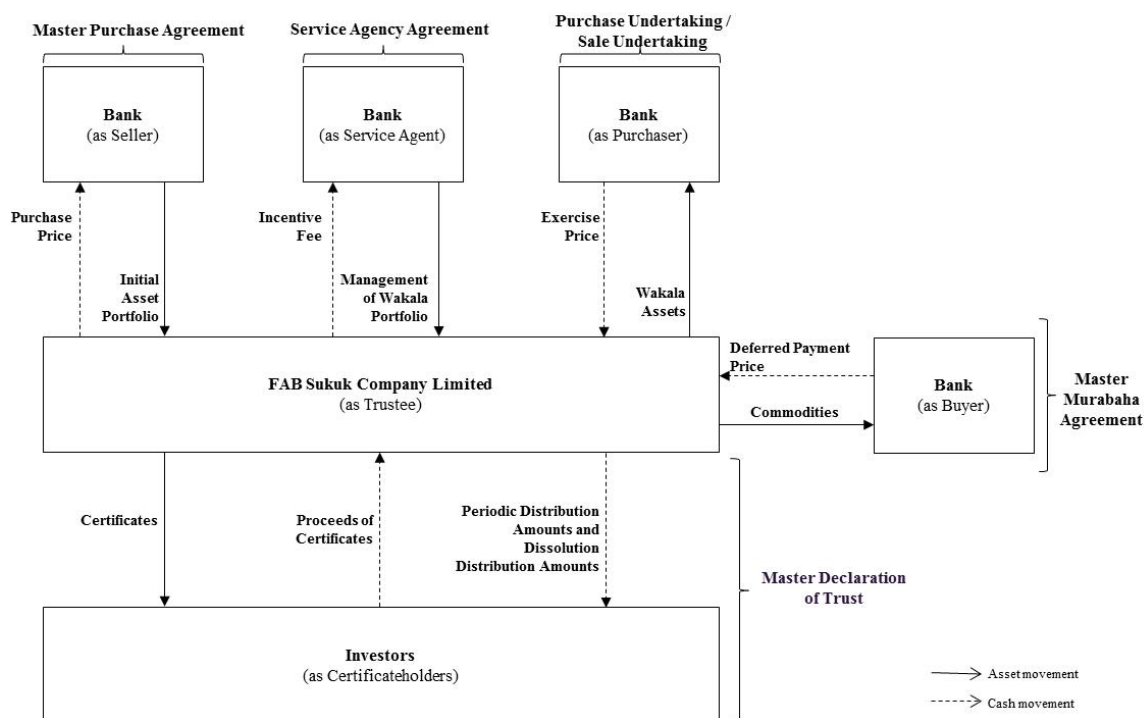 Master Purchase Agreement
Service Agency Agreement
Purchase Undertaking /
Sale Undertaking
Bank
(as Seller)
Bank
(as Service Agent)
Bank
(as Purchaser)
Purchase
Price
Initial
Asset
Portfolio
Incentive
Fee
Management
of Wakala
Portfolio
Exercise
Price
Wakala
Assets
FAB Sukuk Company Limited
(as Trustee)
Deferred Payment
Price
Commodities
Bank
(as Buyer)
Master
Murabaha
Agreement
Certificates
Proceeds of
Certificates
Periodic Distribution
Amounts and
Dissolution
Distribution Amounts
Master Declaration
of Trust
Investors
(as Certificateholders)
Asset movement
Cash movement